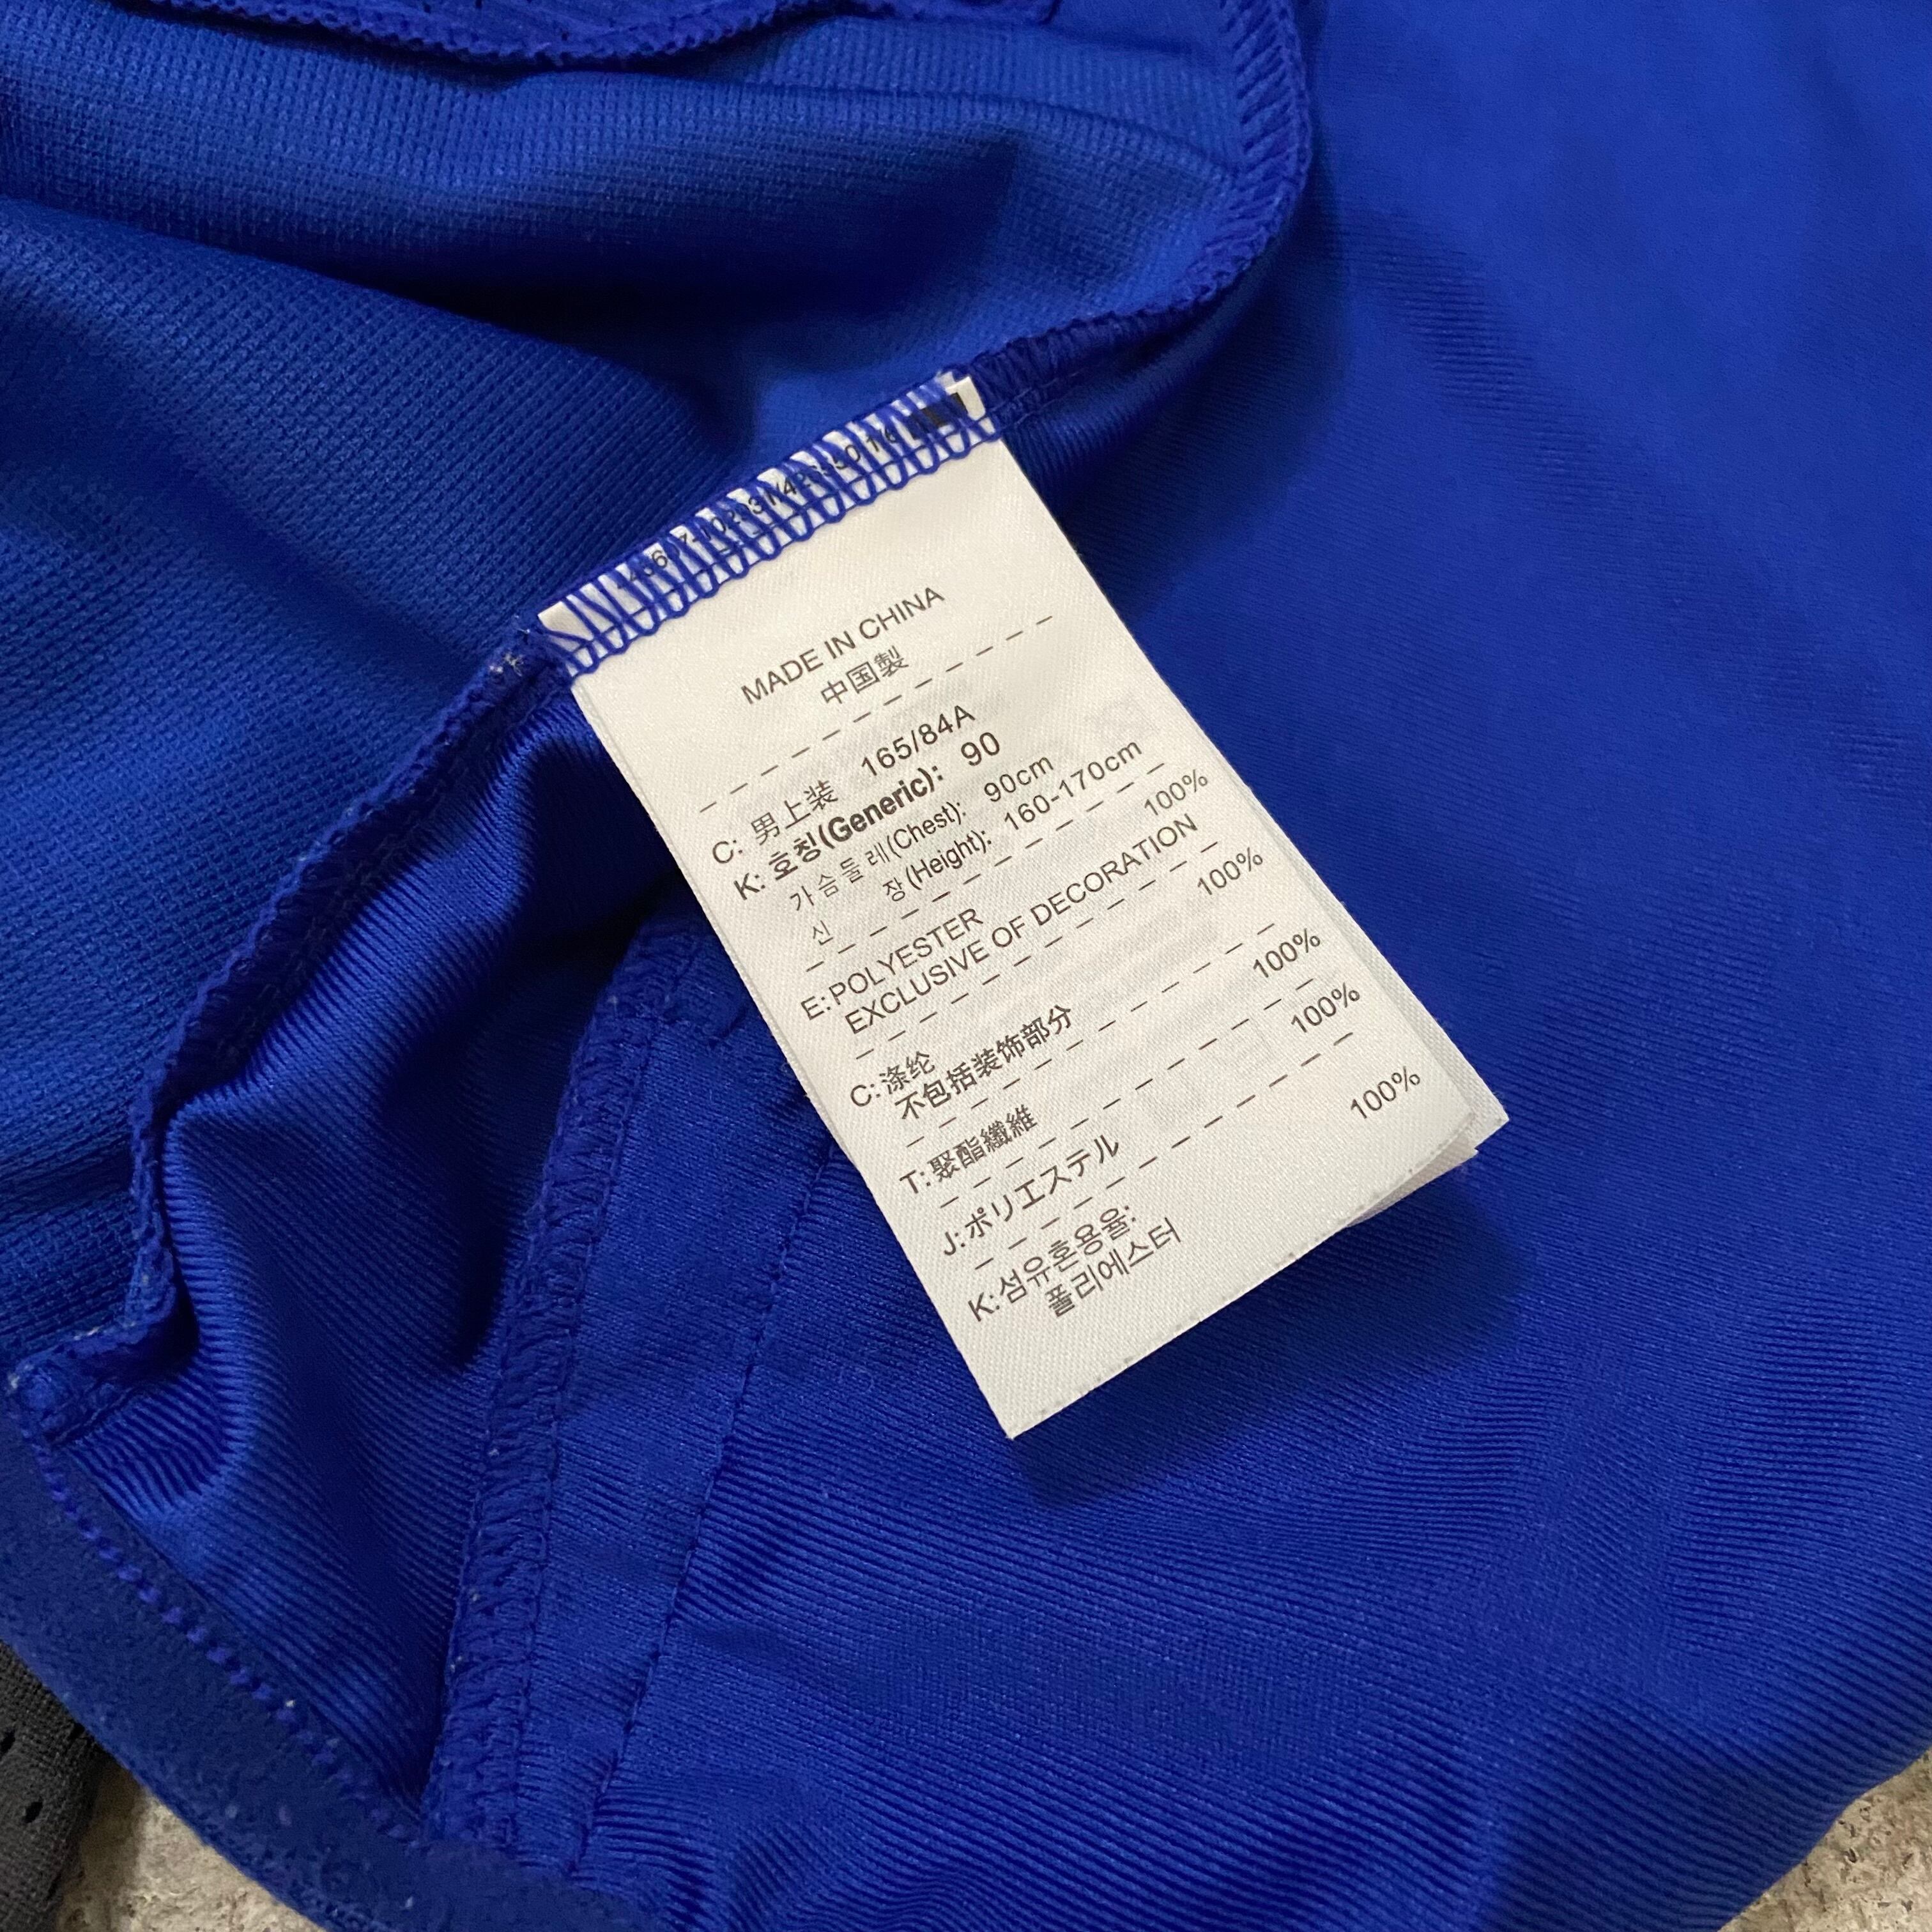 MADE IN CHINA
中国製
C: 男上装 165/84A
K: 호칭(Generic): 90
가슴둘레(Chest): 90cm
신 장(Height): 160-170cm
E:POLYESTER 100%
EXCLUSIVE OF DECORATION
C:涤纶 100%
不包括装饰部分
T:聚酯纖維 100%
J:ポリエステル 100%
K:섬유혼용율:
폴리에스터 100%